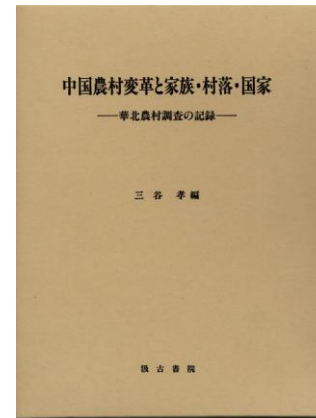 中国農村変革と家族・村落・国家
――華北農村調査の記録――
三谷 孝編
汲古書院